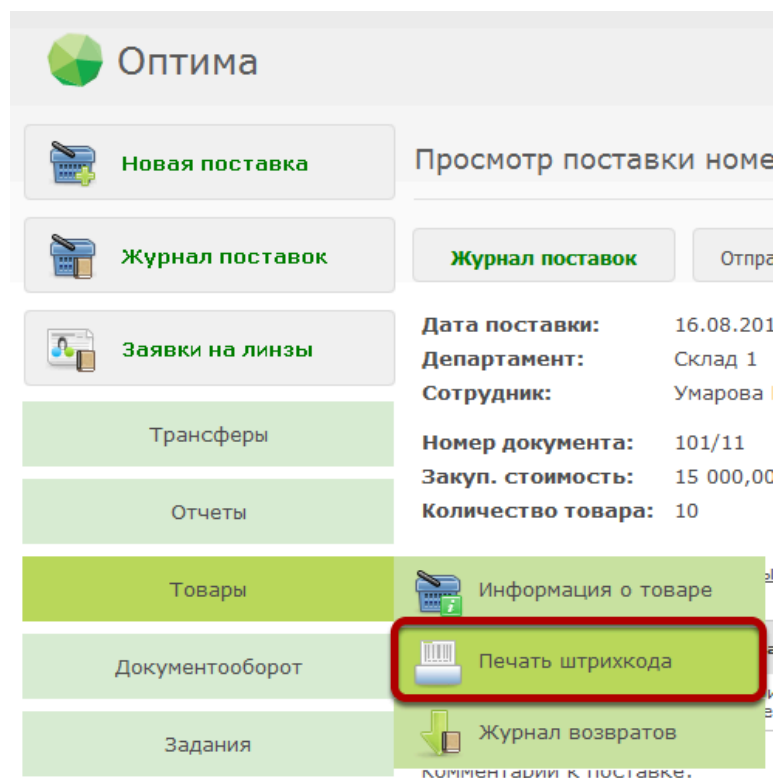 Оптима
Новая поставка
Журнал поставок
Заявки на линзы
Трансферы
Отчеты
Товары
Документооборот
Задания
Просмотр поставки
Журнал поставок
Дата поставки: 16.08.201
Департамент: Склад 1
Сотрудник: Умарова
Номер документа: 101/11
Закуп. стоимость: 15 000,00
Количество товара: 10
Информация о товаре
Печать штрихкода
Журнал возвратов
Комментарии к поставке: